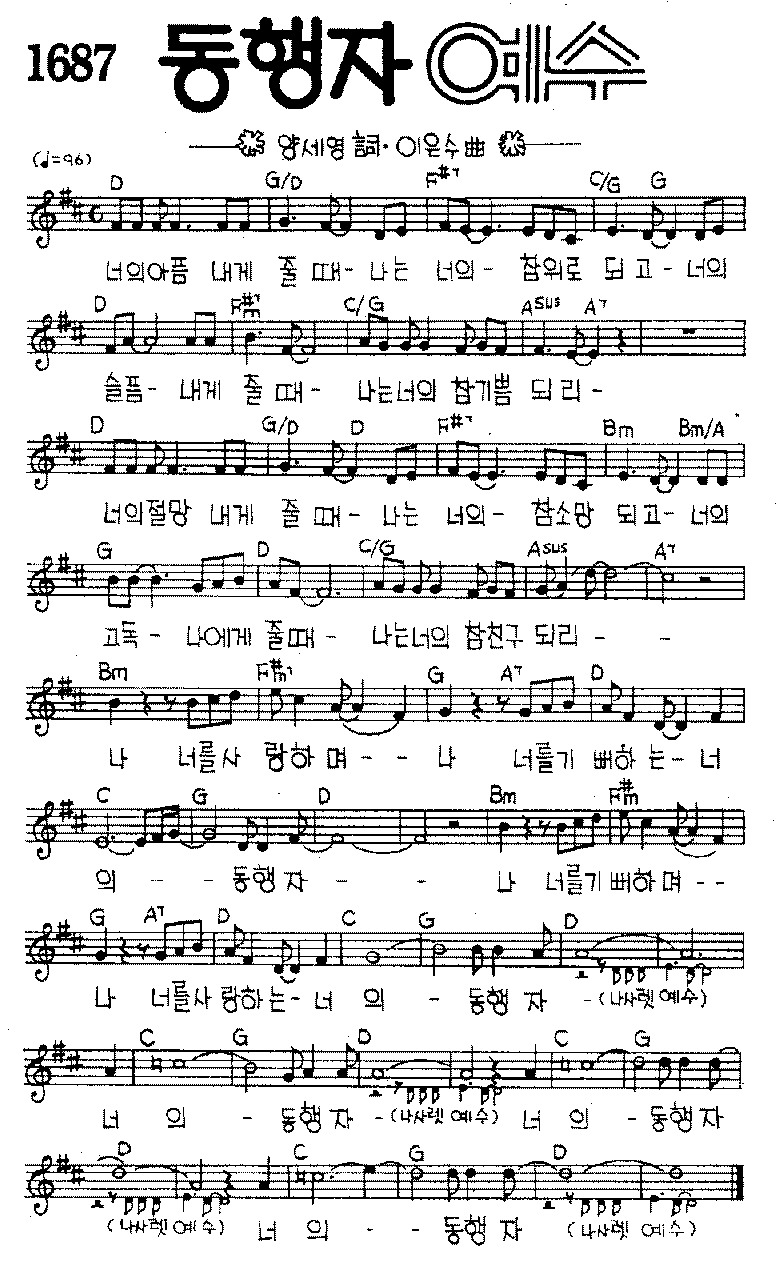 1687 동행자 예수
양세영 詞·이은수 曲
(♩=96)
D G/D F#7 C/G G
너의아픔 내게 줄 때- 나는 너의- 참위로 되고- 너의
D F#m7 C/G Asus A7
슬픔- 내게 줄 때- 나는너의 참기쁨 되리-
D G/D D F#7 Bm Bm/A
너의절망 내게 줄 때- 나는 너의- 참소망 되고- 너의
G D C/G Asus A7
고독- 나에게 줄때- 나는너의 참친구 되리- -
Bm F#m7 G A7 D
나 너를사 랑하며- - 나 너를기 뻐하는- 너
C G D Bm F#m
의- - 동행자- - - 나 너를기 뻐하며- -
G A7 D C G D
나 너를사 랑하는- 너 의 - 동행 자 -(나사렛 예수)
C G D C G
너 의 - 동행 자 -(나사렛 예수) 너 의 - 동행자
D C G D
(나사렛 예수) 너 의 - - 동행 자 (나사렛 예수)